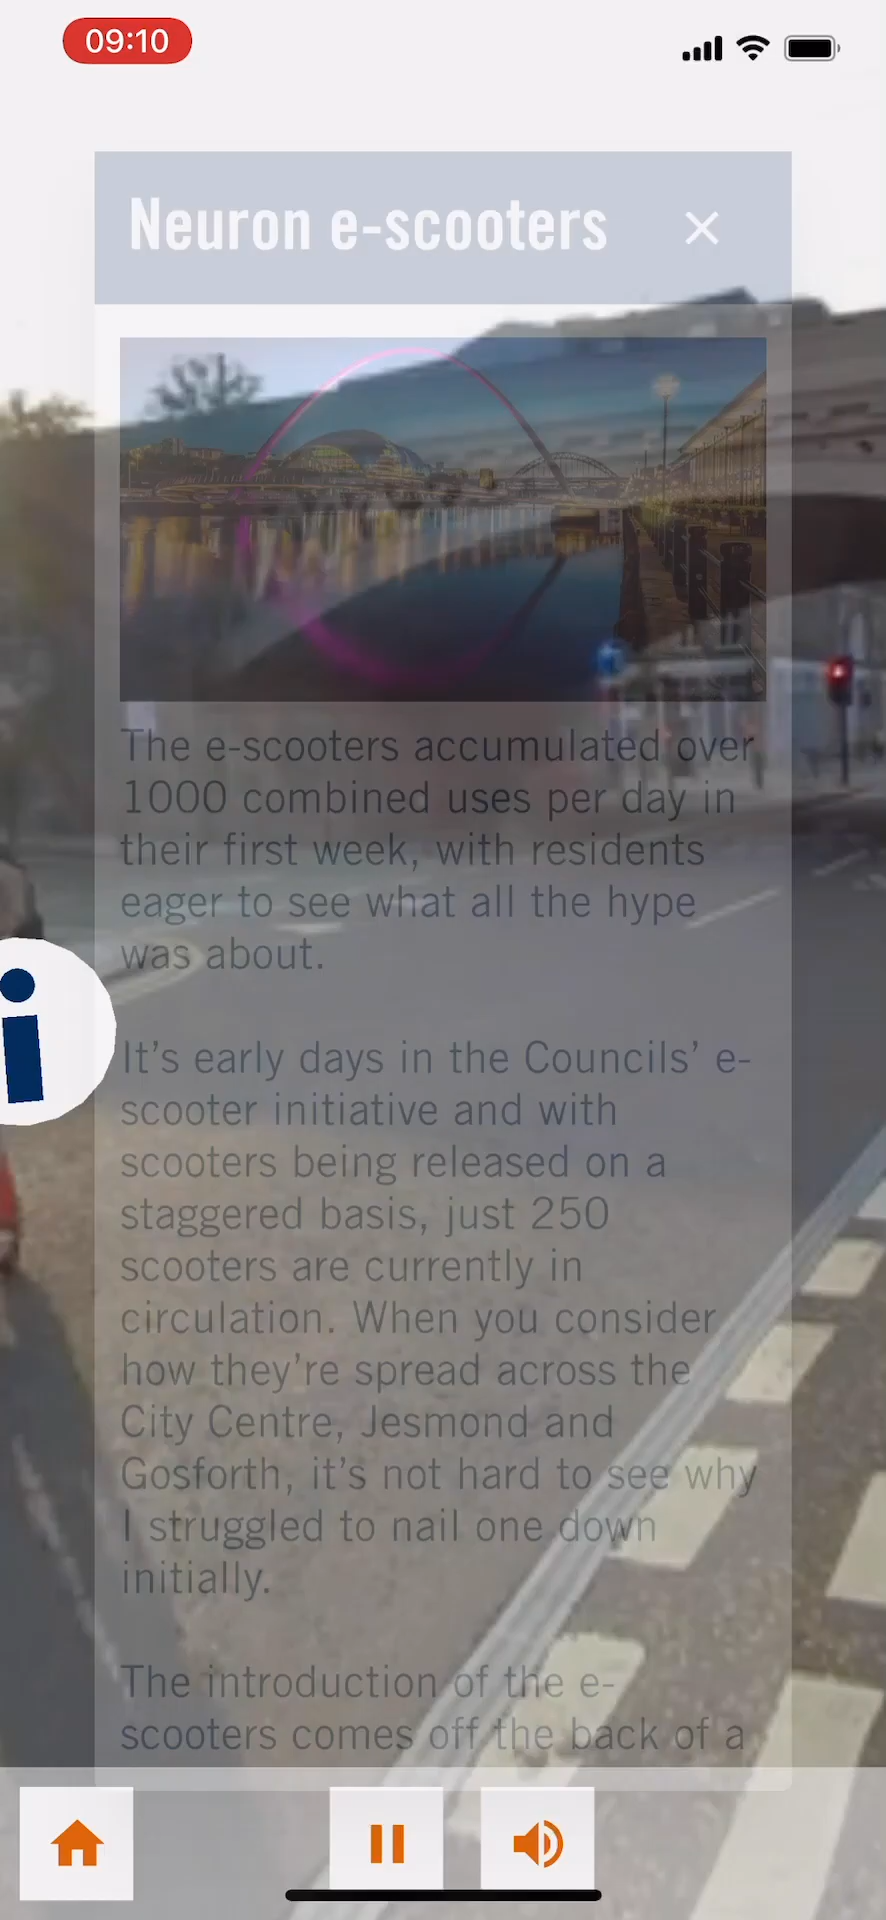 09:10
Neuron e-scooters
The e-scooters accumulated over
1000 combined uses per day in
their first week, with residents
eager to see what all the hype
was about.
It’s early days in the Councils’ e-
scooter initiative and with
scooters being released on a
staggered basis, just 250
scooters are currently in
circulation. When you consider
how they’re spread across the
City Centre, Jesmond and
Gosforth, it’s not hard to see why
I struggled to nail one down
initially.
The introduction of the e-
scooters comes off the back of a
i